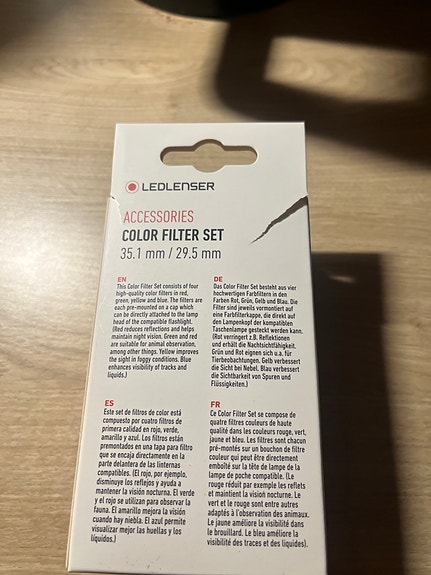 LEDLENSER
ACCESSORIES
COLOR FILTER SET
35.1 mm / 29.5 mm
EN
This Color Filter Set consists of four
high-quality color filters in red,
green, yellow and blue. The filters are
each pre-mounted on a cap which
can be directly attached to the lamp
head of the compatible flashlight.
(Red reduces reflections and helps
maintain night vision. Green and red
are suitable for animal observation,
among other things. Yellow improves
the sight in foggy conditions. Blue
enhances visibility of tracks and
liquids.)
DE
Das Color Filter Set besteht aus vier
hochwertigen Farbfiltern in den
Farben Rot, Grün, Gelb und Blau. Die
Filter sind jeweils vormontiert auf
eine Farbfilterkappe, die direkt auf
den Lampenkopf der kompatiblen
Taschenlampe gesteckt werden kann.
(Rot verringert z.B. Reflektionen
und erhält die Nachtsichtfähigkeit.
Grün und Rot eignen sich u.a. für
Tierbeobachtungen. Gelb verbessert
die Sicht bei Nebel. Blau verbessert
die Sichtbarkeit von Spuren und
Flüssigkeiten.)
ES
Este set de filtros de color está
compuesto por cuatro filtros de
primera calidad en rojo, verde,
amarillo y azul. Los filtros están
premontados en una tapa para filtro
que se encaja directamente en la
parte delantera de las linternas
compatibles. (El rojo, por ejemplo,
disminuye los reflejos y ayuda a
mantener la visión nocturna. El verde
y el rojo se utilizan para observar la
fauna. El amarillo mejora la visión
cuando hay niebla. El azul permite
visualizar mejor las huellas y los
líquidos.)
FR
Ce Color Filter Set se compose de
quatre filtres couleurs de haute
qualité dans les couleurs rouge, vert,
jaune et bleu. Les filtres sont chacun
pré-montés sur un bouchon de filtre
couleur qui peut être directement
emboîté sur la tête de lampe de la
lampe de poche compatible. (Le
rouge réduit par exemple les reflets
et maintient la vision nocturne. Le
vert et le rouge sont entre autres
adaptés à l'observation des animaux.
Le jaune améliore la visibilité dans
le brouillard. Le bleu améliore la
visibilité des traces et des liquides).